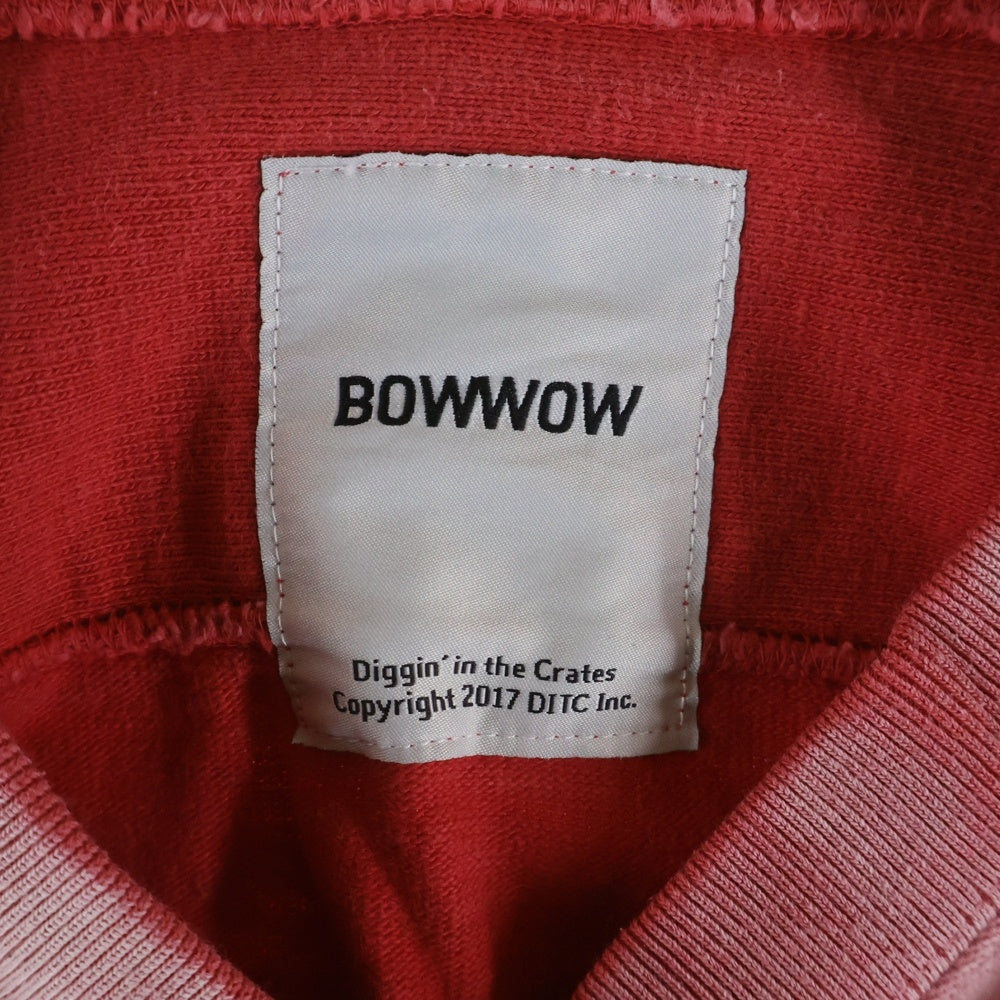 BOWWOW
Diggin´ in the Crates
Copyright 2017 DITC Inc.